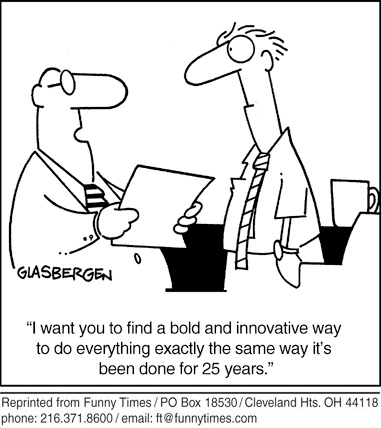 GLASBERGEN
“I want you to find a bold and innovative way
to do everything exactly the same way it’s
been done for 25 years.”
Reprinted from Funny Times / PO Box 18530 / Cleveland Hts. OH 44118
phone: 216.371.8600 / email: ft@funnytimes.com